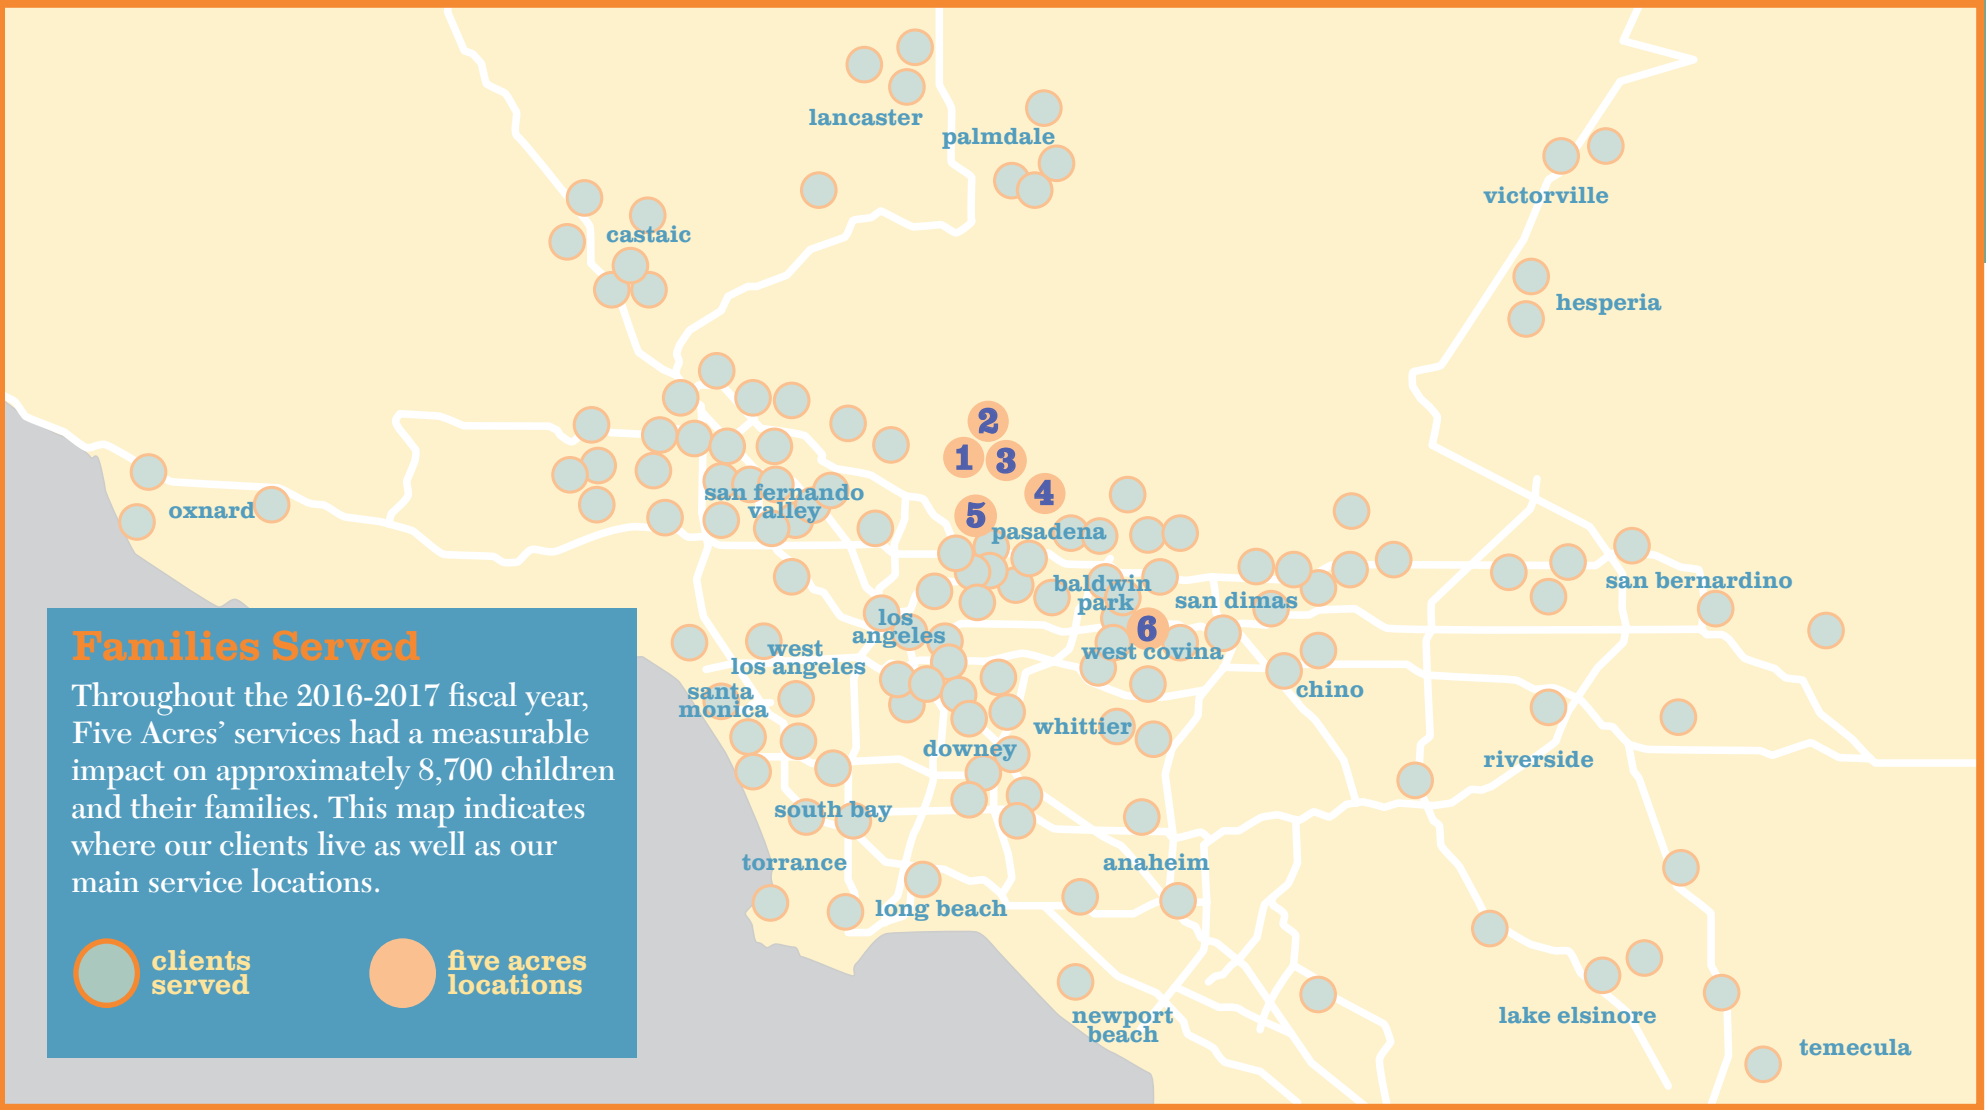 lancaster
palmdale
victorville
castaic
hesperia
2
1
3
4
san fernando
valley
oxnard
5
pasadena
baldwin
park
san dimas
san bernardino
los
angeles
6
west
los angeles
west covina
santa
monica
chino
whittier
downey
riverside
south bay
torrance
anaheim
long beach
newport
beach
lake elsinore
temecula
Families Served
Throughout the 2016-2017 fiscal year,
Five Acres’ services had a measurable
impact on approximately 8,700 children
and their families. This map indicates
where our clients live as well as our
main service locations.
clients
served
five acres
locations